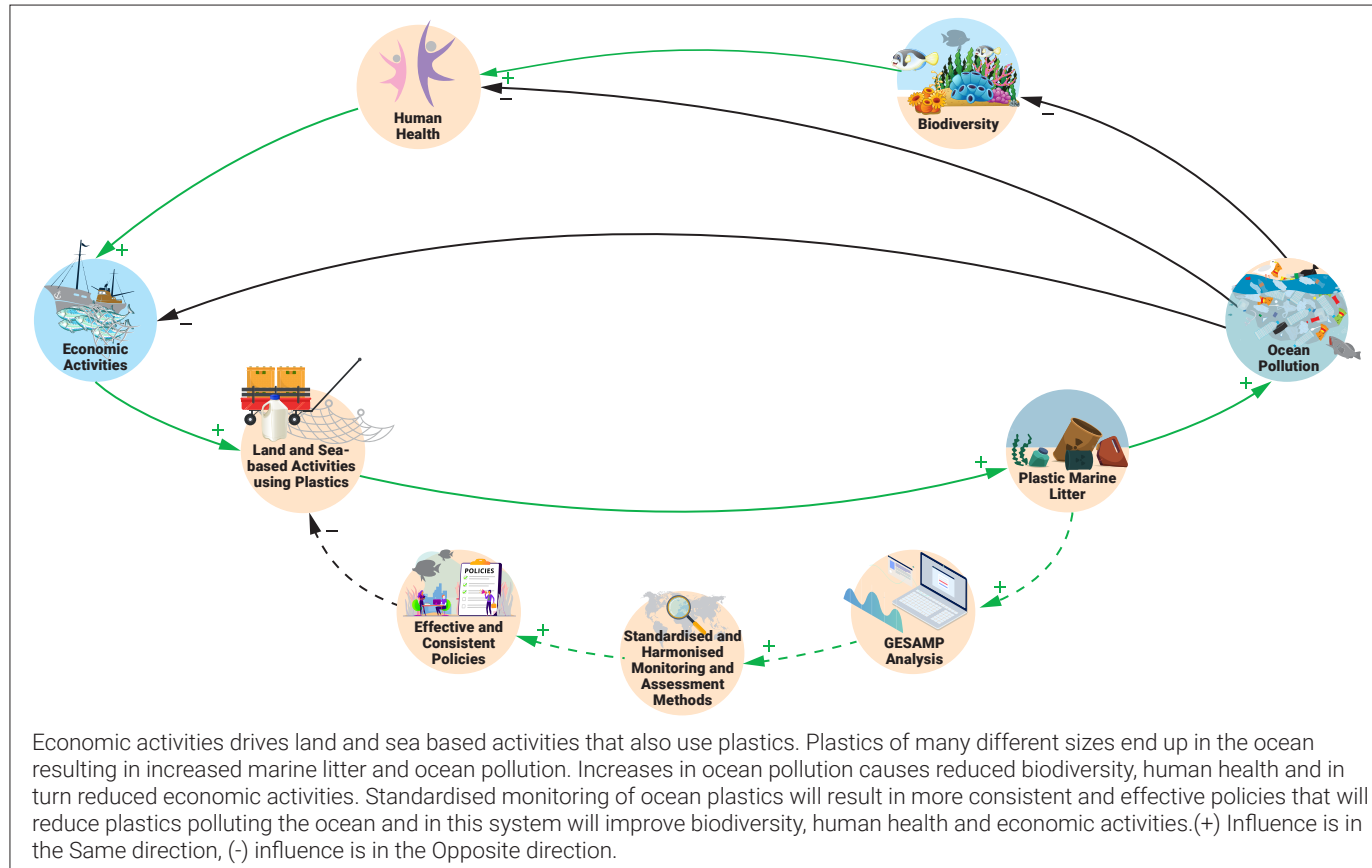 Human
Health
Biodiversity
+
−
−
+
−
Economic
Activities
Ocean
Pollution
+
+
Land and Sea-
based Activities
using Plastics
+
Plastic Marine
Litter
−
POLICIES
Effective and
Consistent
Policies
+
Standardised and
Harmonised
Monitoring and
Assessment
Methods
+
GESAMP
Analysis
+
Economic activities drives land and sea based activities that also use plastics. Plastics of many different sizes end up in the ocean
resulting in increased marine litter and ocean pollution. Increases in ocean pollution causes reduced biodiversity, human health and in
turn reduced economic activities. Standardised monitoring of ocean plastics will result in more consistent and effective policies that will
reduce plastics polluting the ocean and in this system will improve biodiversity, human health and economic activities.(+) Influence is in
the Same direction, (-) influence is in the Opposite direction.